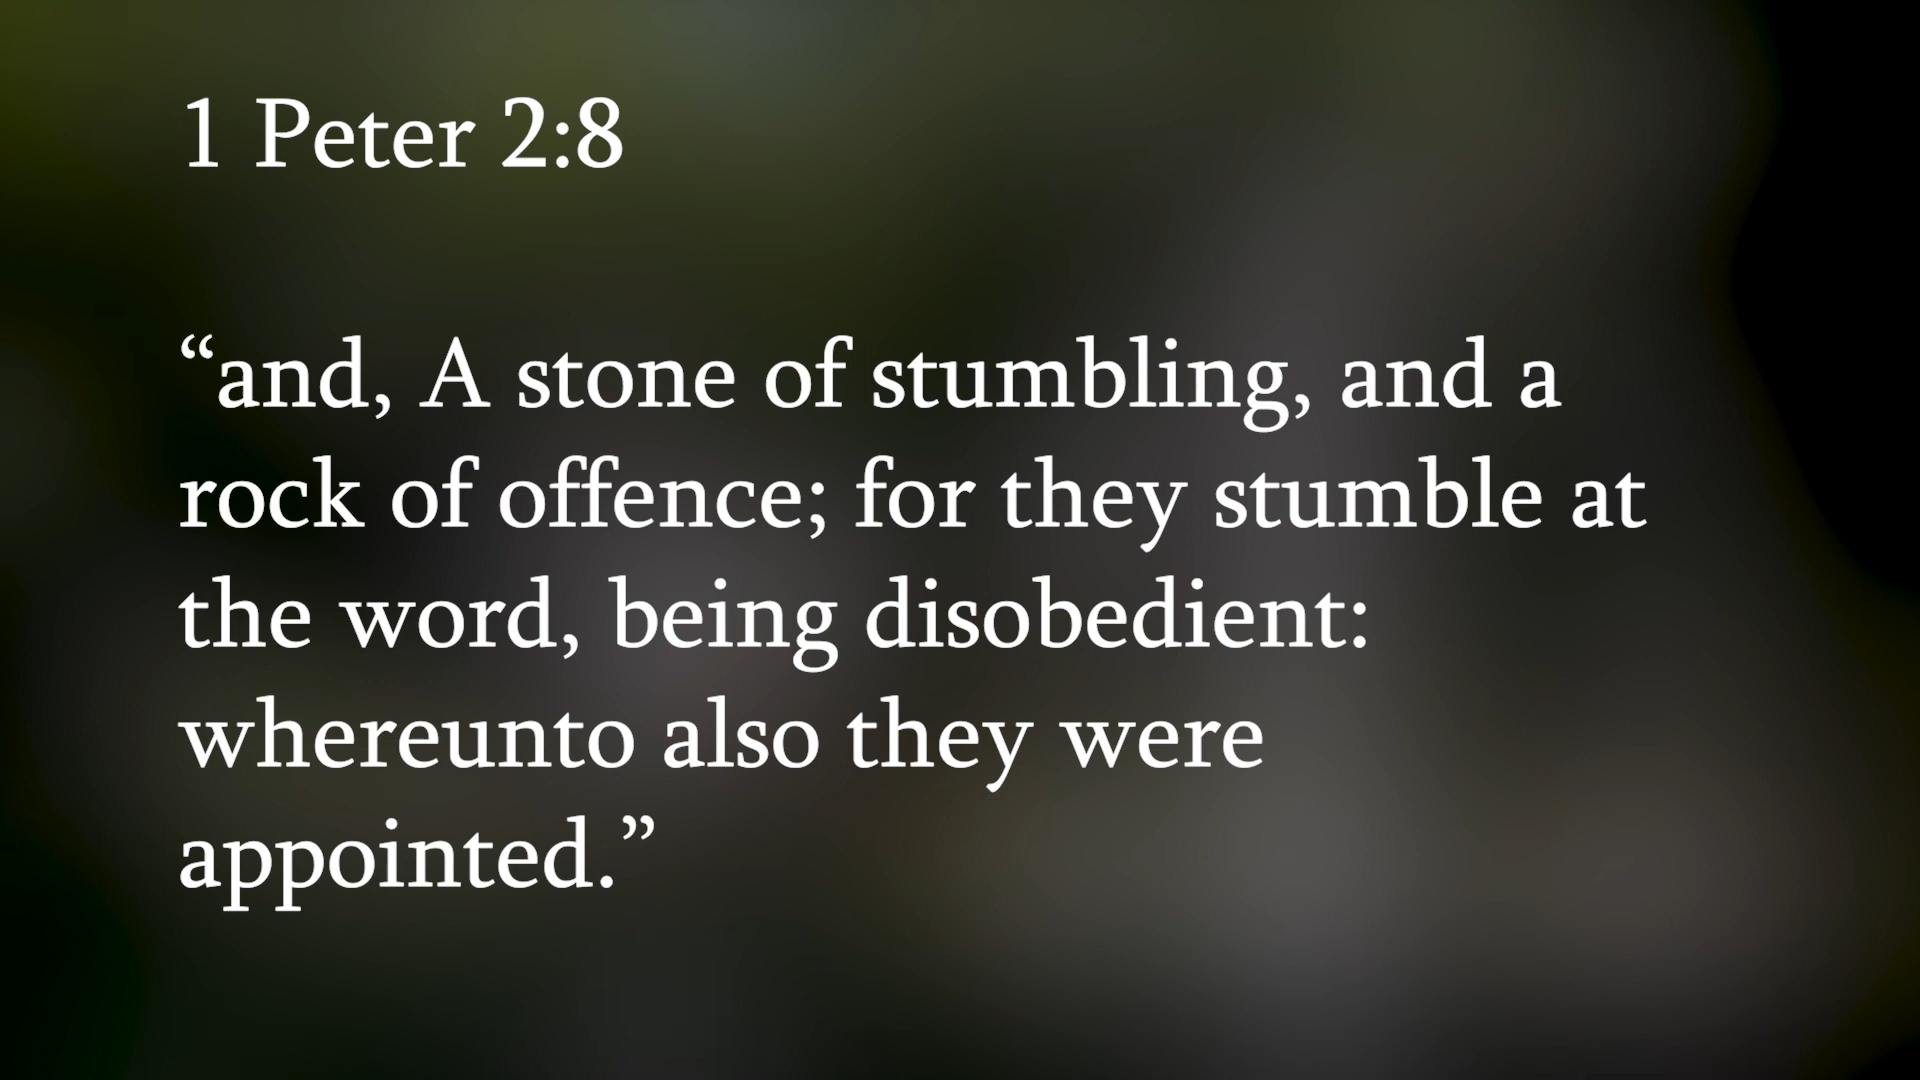 1 Peter 2:8
“and, A stone of stumbling, and a
rock of offence; for they stumble at
the word, being disobedient:
whereunto also they were
appointed.”